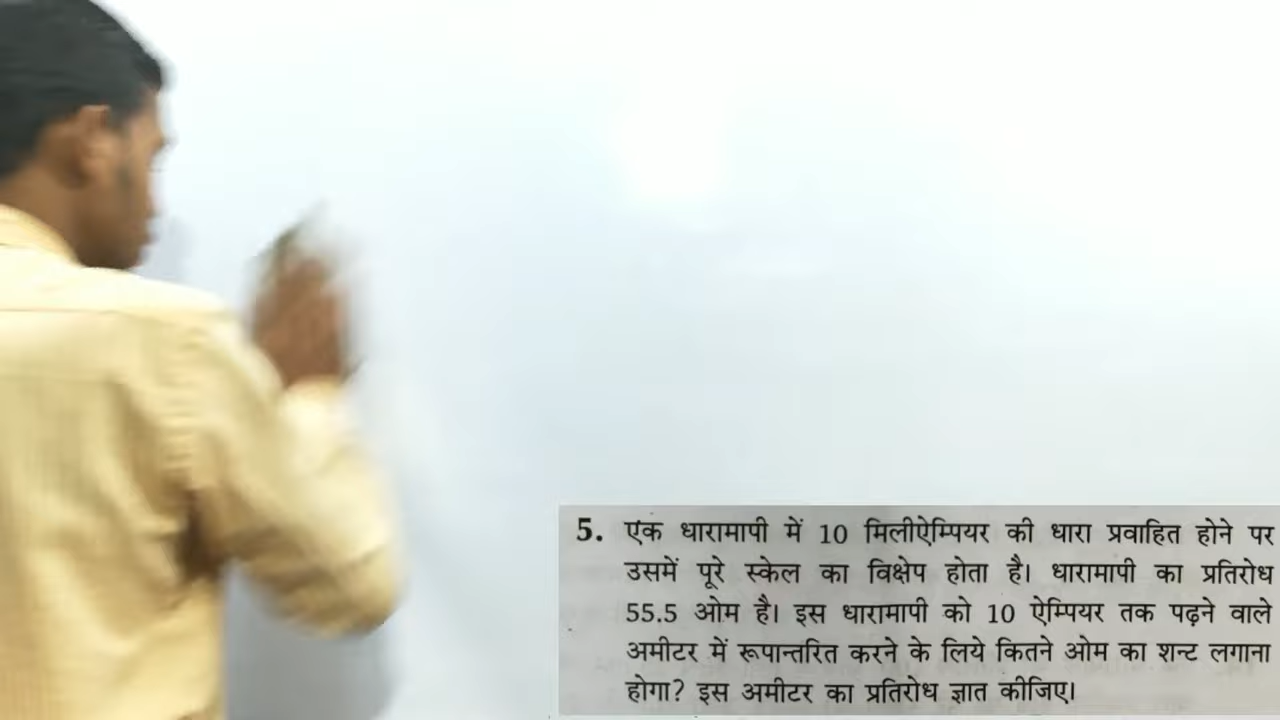 5. एक धारामापी में 10 मिलीऐम्पियर की धारा प्रवाहित होने पर
उसमें पूरे स्केल का विक्षेप होता है। धारामापी का प्रतिरोध
55.5 ओम है। इस धारामापी को 10 ऐम्पियर तक पढ़ने वाले
अमीटर में रूपान्तरित करने के लिये कितने ओम का शन्ट लगाना
होगा? इस अमीटर का प्रतिरोध ज्ञात कीजिए।